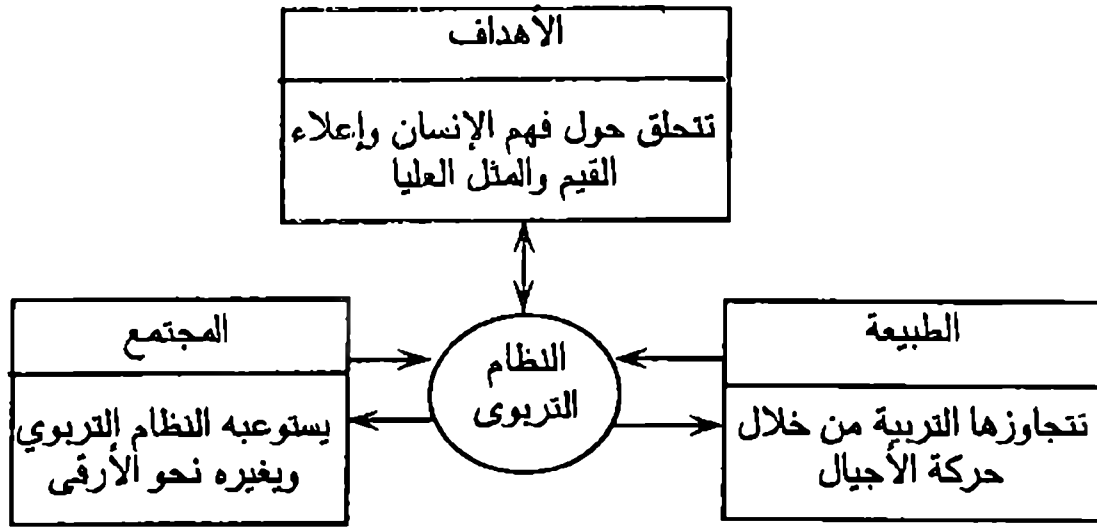 الأهداف
تتحلق حول فهم الإنسان وإعلاء
القيم والمثل العليا
الطبيعة
تتجاوزها التربية من خلال
حركة الأجيال
النظام
التربوى
المجتمع
يستوعبه النظام التربوي
ويغيره نحو الأرقى